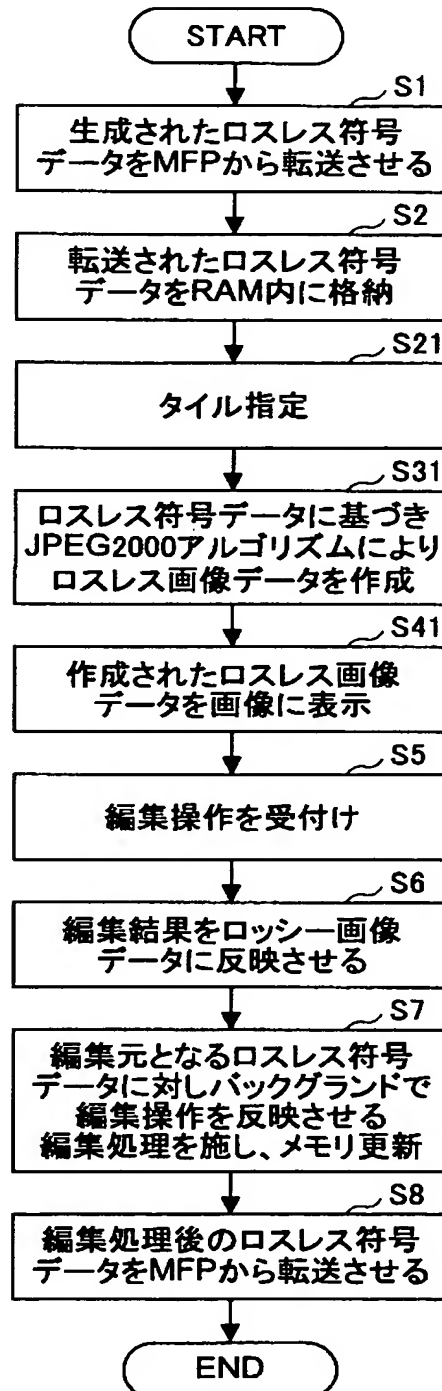 START
S1
生成されたロスレス符号
データをMFPから転送させる
S2
転送されたロスレス符号
データをRAM内に格納
S21
タイル指定
S31
ロスレス符号データに基づき
JPEG2000アルゴリズムにより
ロスレス画像データを作成
S41
作成されたロスレス画像
データを画像に表示
S5
編集操作を受付け
S6
編集結果をロッシー画像
データに反映させる
S7
編集元となるロスレス符号
データに対しバックグランドで
編集操作を反映させる
編集処理を施し、メモリ更新
S8
編集処理後のロスレス符号
データをMFPから転送させる
END